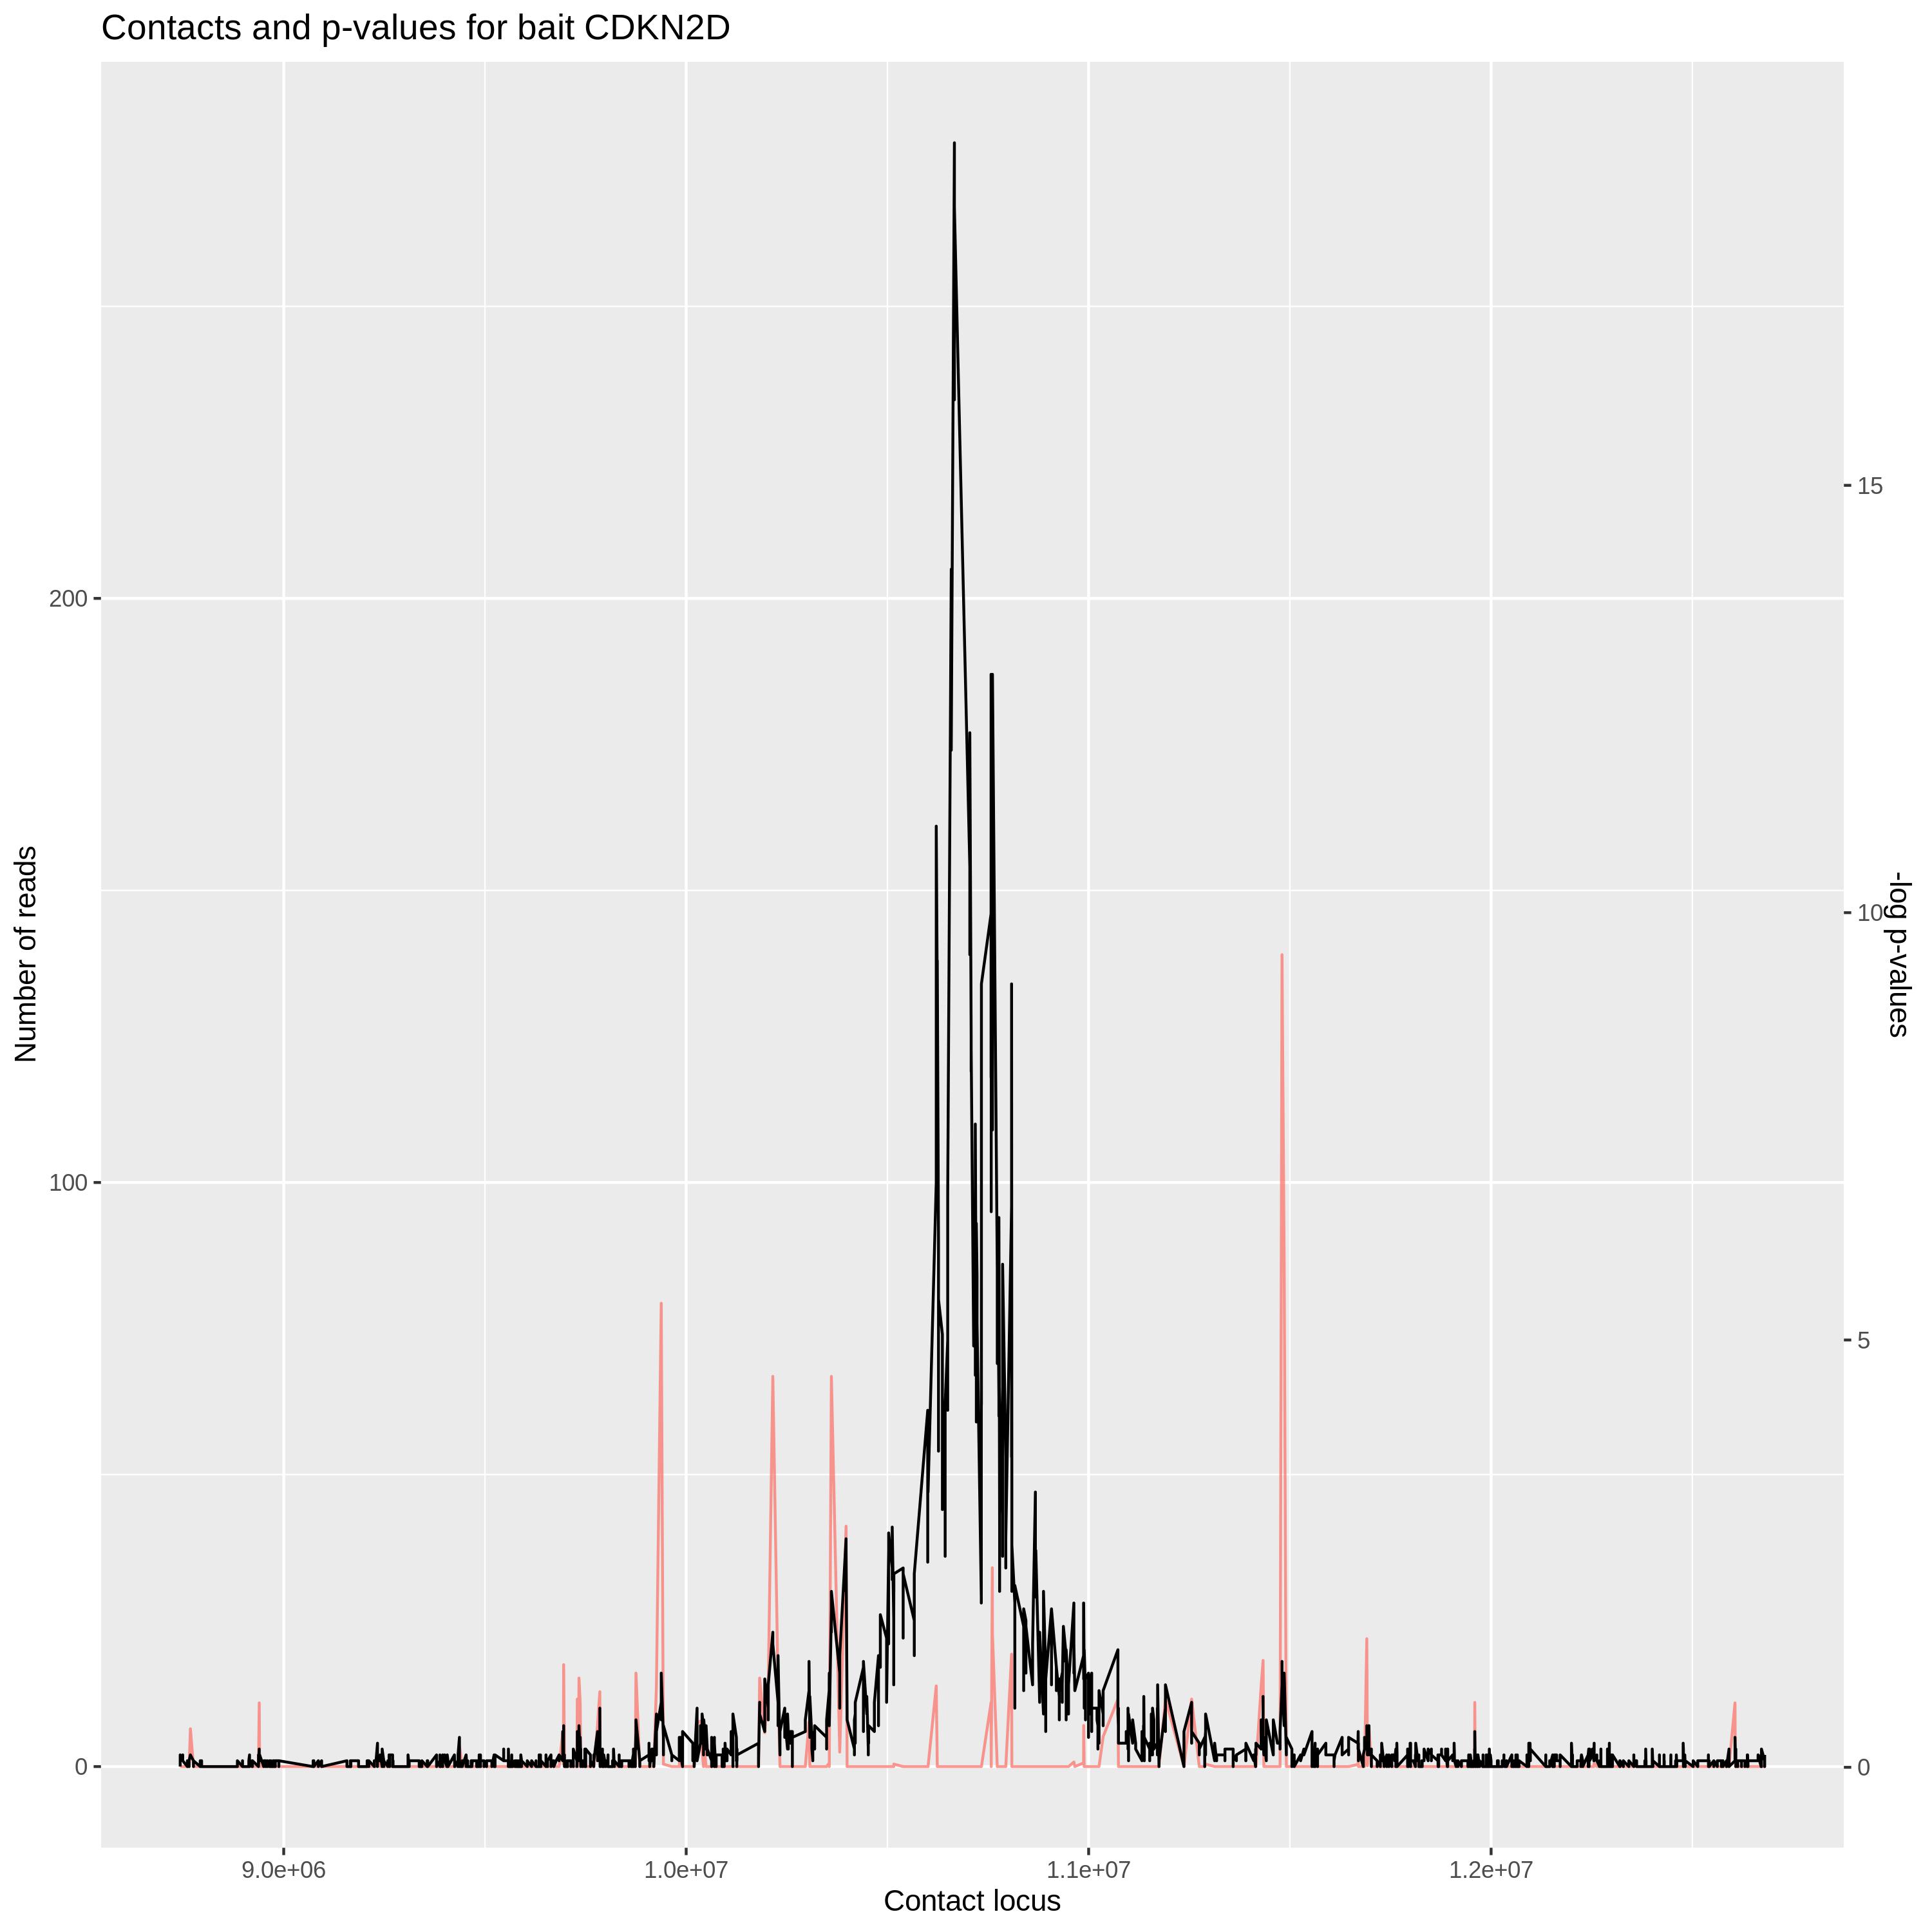 Contacts and p-values for bait CDKN2D
Number of reads
200
100
0
15
10
5
0
-log p-values
9.0e+06 1.0e+07 1.1e+07 1.2e+07
Contact locus